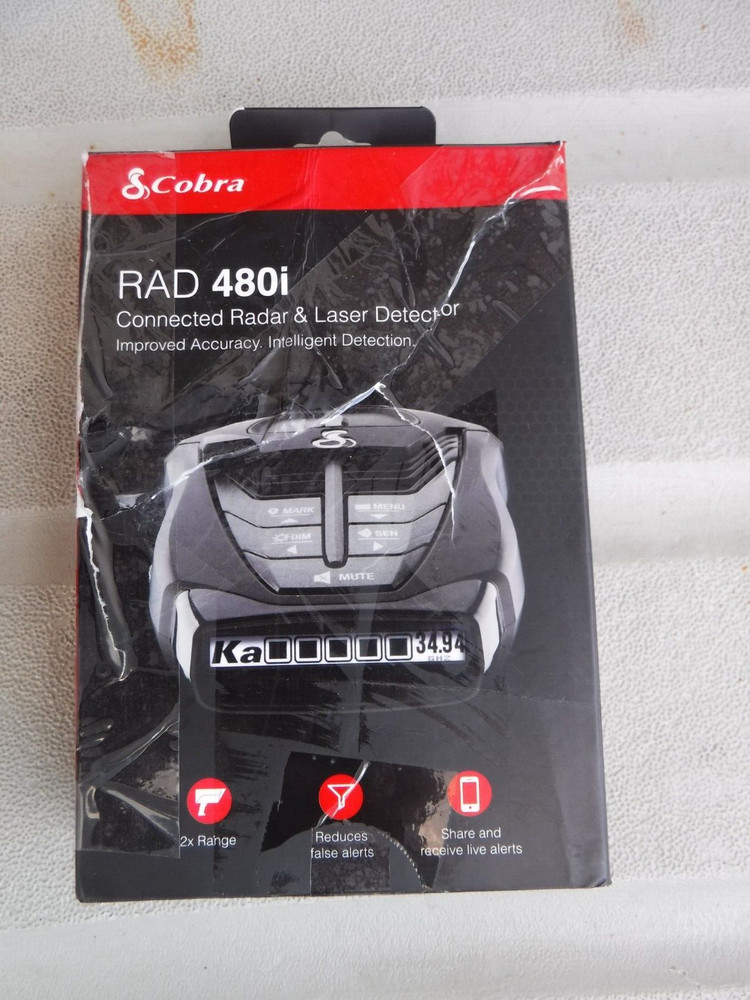 Cobra
RAD 480i
Connected Radar & Laser Detector
Improved Accuracy. Intelligent Detection.
MARK MENU
DIM SEN
MUTE
Ka 34.94
GHZ
2x Range
Reduces
false alerts
Share and
receive live alerts